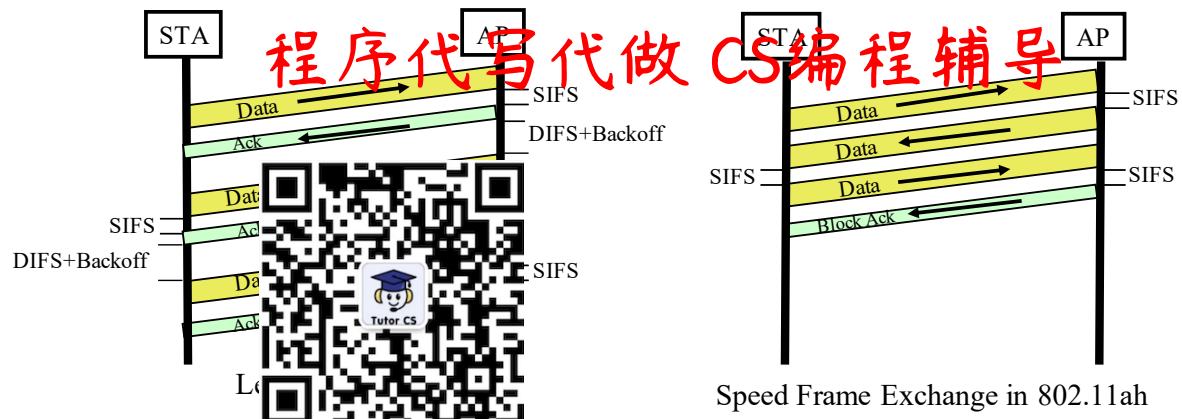 程序代写代做 CS编程辅导
STA
SIFS
Data
Ack
DIFS+Backoff
SIFS
DIFS+Backoff
SIFS
Tutor CS
STA
AP
Data
SIFS
Data
SIFS
Data
SIFS
Block Ack
Speed Frame Exchange in 802.11ah